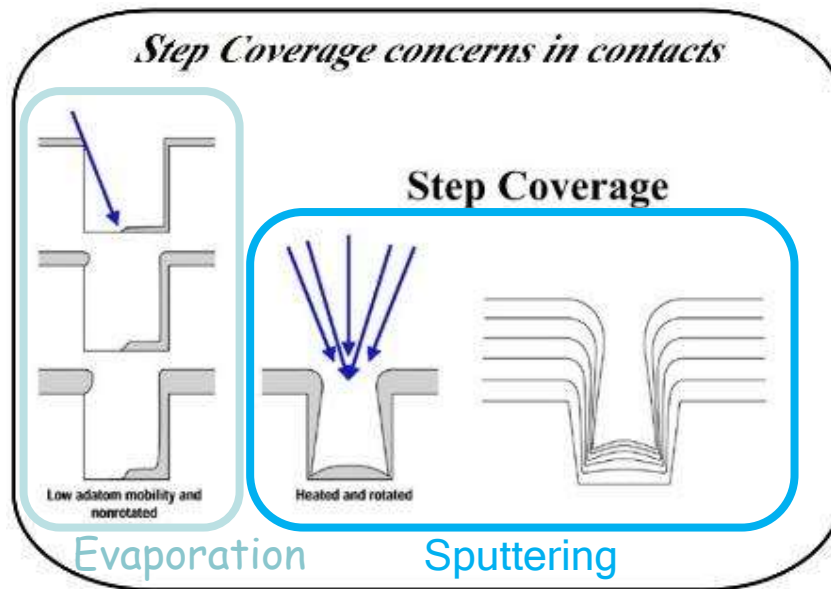 Step Coverage concerns in contacts
Step Coverage
Low adatom mobility and
nonrotated
Heated and rotated
Evaporation
Sputtering